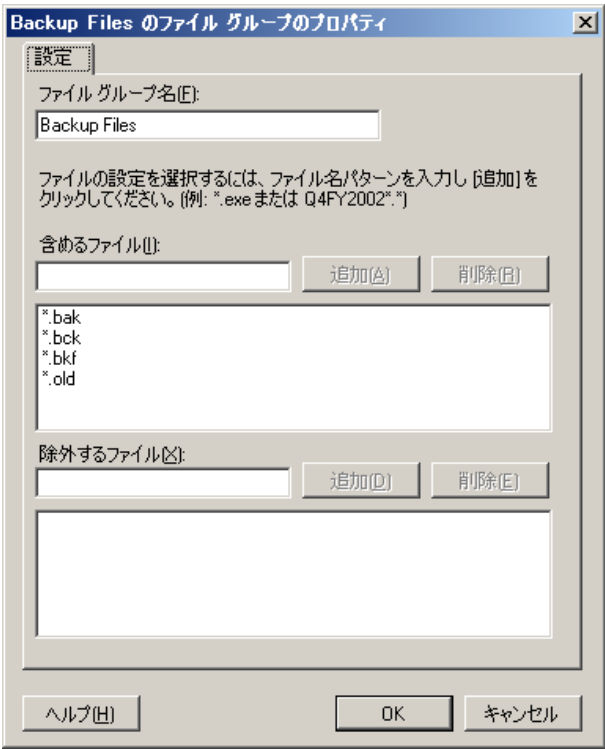 Backup Files のファイル グループのプロパティ
設定
ファイル グループ名(F):
Backup Files
ファイルの設定を選択するには、ファイル名パターンを入力し [追加] を
クリックしてください。(例: *.exe または Q4FY2002*.*)
含めるファイル(I):
追加(A) 削除(R)
*.bak
*.bck
*.bkf
*.old
除外するファイル(X):
追加(D) 削除(E)
ヘルプ(H) OK キャンセル